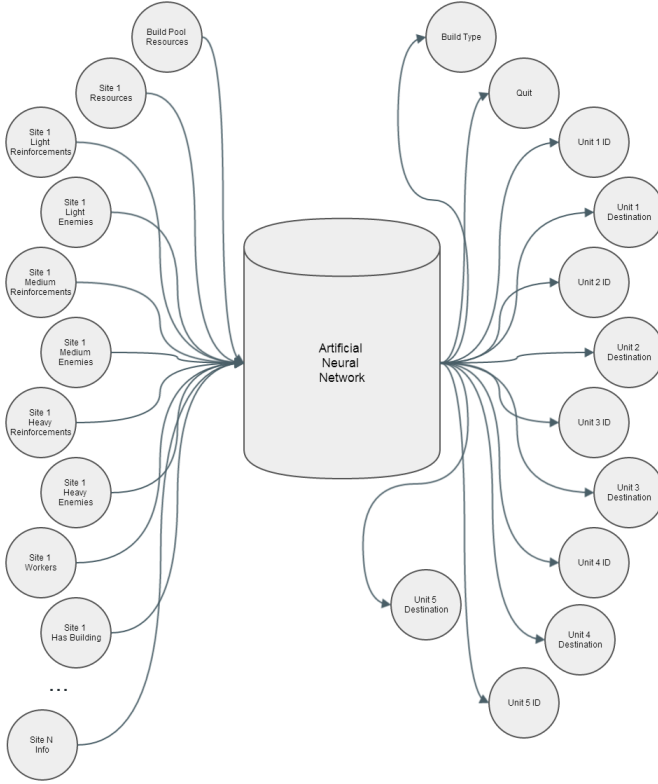 Build Pool
Resources
Site 1
Resources
Site 1
Light
Reinforcements
Site 1
Light
Enemies
Site 1
Medium
Reinforcements
Site 1
Medium
Enemies
Site 1
Heavy
Reinforcements
Site 1
Heavy
Enemies
Site 1
Workers
Site 1
Has Building
...
Site N
Info
Artificial
Neural
Network
Build Type
Quit
Unit 1 ID
Unit 1
Destination
Unit 2 ID
Unit 2
Destination
Unit 3 ID
Unit 3
Destination
Unit 4 ID
Unit 4
Destination
Unit 5 ID
Unit 5
Destination